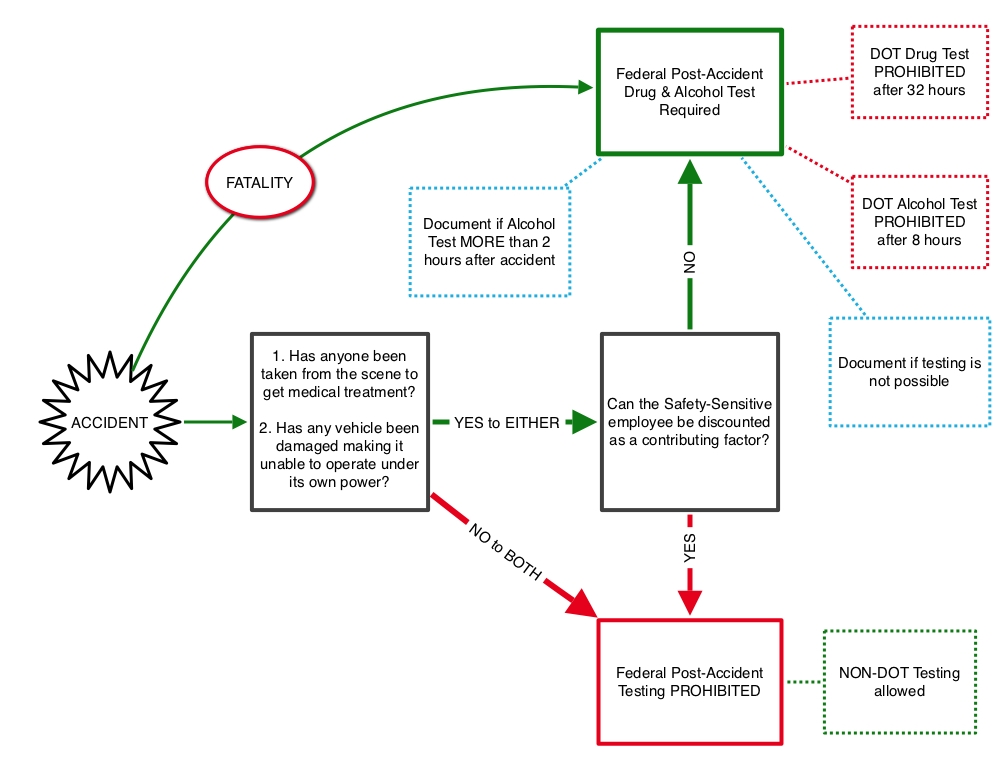 Federal Post-Accident
Drug & Alcohol Test
Required
DOT Drug Test
PROHIBITED
after 32 hours
FATALITY
Document if Alcohol
Test MORE than 2
hours after accident
DOT Alcohol Test
PROHIBITED
after 8 hours
NO
Document if testing is
not possible
ACCIDENT
1. Has anyone been
taken from the scene to
get medical treatment?
2. Has any vehicle been
damaged making it
unable to operate under
its own power?
YES to EITHER
Can the Safety-Sensitive
employee be discounted
as a contributing factor?
NO to BOTH
YES
Federal Post-Accident
Testing PROHIBITED
NON-DOT Testing
allowed